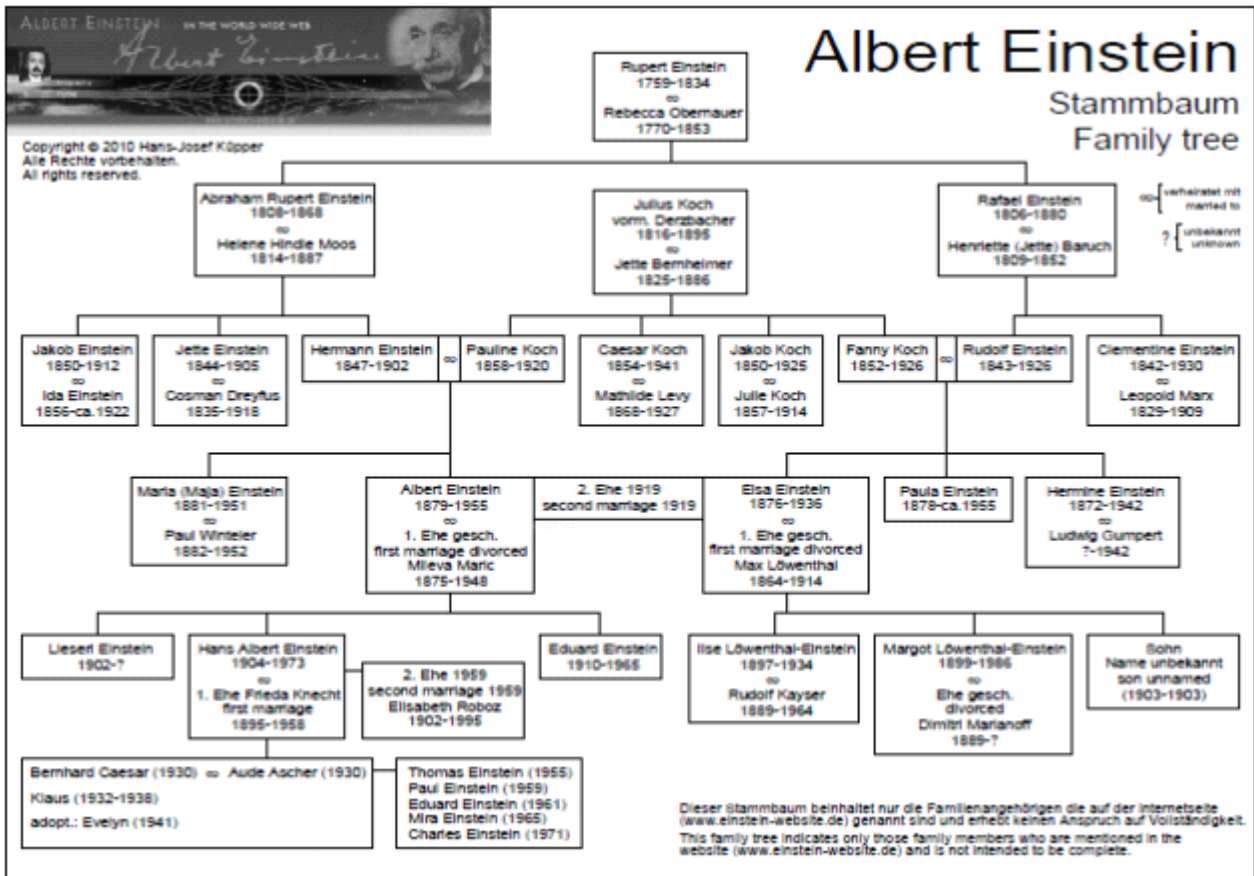 ALBERT EINSTEIN IN THE WORLD WIDE WEB
Albert Einstein
Albert Einstein
Stammbaum
Family tree
Copyright © 2010 Hans-Josef Küpper
Alle Rechte vorbehalten.
All rights reserved.
Rupert Einstein
1759-1834
∞
Rebecca Obernauer
1770-1853
Abraham Rupert Einstein
1808-1868
∞
Helene Hindle Moos
1814-1887
Julius Koch
vorm. Derzbacher
1816-1895
∞
Jette Bernheimer
1825-1886
Rafael Einstein
1806-1880
∞
Henriette (Jette) Baruch
1809-1852
∞ { verheiratet mit
married to
? { unbekannt
unknown
Jakob Einstein
1850-1912
∞
Ida Einstein
1856-ca.1922
Jette Einstein
1844-1905
∞
Cosman Dreyfus
1835-1918
Hermann Einstein
1847-1902
∞
Pauline Koch
1858-1920
Caesar Koch
1854-1941
∞
Mathilde Levy
1868-1927
Jakob Koch
1850-1925
∞
Julie Koch
1857-1914
Fanny Koch
1852-1926
∞
Rudolf Einstein
1843-1926
Clementine Einstein
1842-1930
∞
Leopold Marx
1829-1909
Maria (Maja) Einstein
1881-1951
∞
Paul Winteler
1882-1952
Albert Einstein
1879-1955
∞
1. Ehe gesch.
first marriage divorced
Mileva Maric
1875-1948
2. Ehe 1919
second marriage 1919
Elsa Einstein
1876-1936
∞
1. Ehe gesch.
first marriage divorced
Max Löwenthal
1864-1914
Paula Einstein
1878-ca.1955
Hermine Einstein
1872-1942
∞
Ludwig Gumpert
?-1942
Lieserl Einstein
1902-?
Hans Albert Einstein
1904-1973
∞
1. Ehe Frieda Knecht
first marriage
1895-1958
2. Ehe 1959
second marriage 1959
Elisabeth Roboz
1902-1995
Eduard Einstein
1910-1965
Ilse Löwenthal-Einstein
1897-1934
∞
Rudolf Kayser
1889-1964
Margot Löwenthal-Einstein
1899-1986
∞
Ehe gesch.
divorced
Dimitri Marianoff
1889-?
Sohn
Name unbekannt
son unnamed
(1903-1903)
Bernhard Caesar (1930) ∞ Aude Ascher (1930)
Klaus (1932-1938)
adopt.: Evelyn (1941)
Thomas Einstein (1955)
Paul Einstein (1959)
Eduard Einstein (1961)
Mira Einstein (1965)
Charles Einstein (1971)
Dieser Stammbaum beinhaltet nur die Familienangehörigen die auf der Internetseite
(www.einstein-website.de) genannt sind und erhebt keinen Anspruch auf Vollständigkeit.
This family tree indicates only those family members who are mentioned in the
website (www.einstein-website.de) and is not intended to be complete.